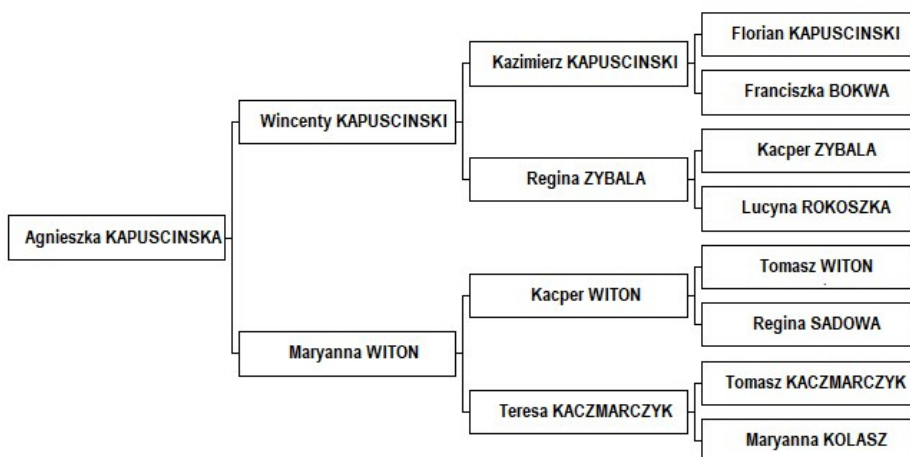 Florian KAPUSCINSKI
Kazimierz KAPUSCINSKI
Franciszka BOKWA
Wincenty KAPUSCINSKI
Kacper ZYBALA
Regina ZYBALA
Lucyna ROKOSZKA
Agnieszka KAPUSCINSKA
Tomasz WITON
Kacper WITON
Regina SADOWA
Maryanna WITON
Tomasz KACZMARCZYK
Teresa KACZMARCZYK
Maryanna KOLASZ